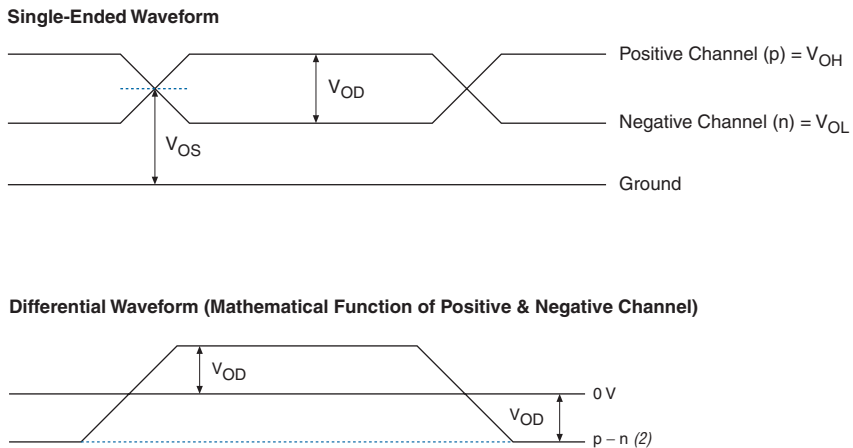 Single-Ended Waveform
Positive Channel (p) = VOH
VOD
Negative Channel (n) = VOL
VOS
Ground
Differential Waveform (Mathematical Function of Positive & Negative Channel)
VOD
0 V
VOD
p − n (2)